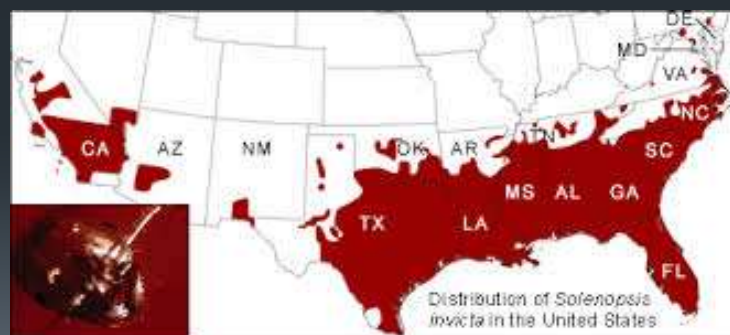 DE
MD
VA
NC
CA
AZ
NM
OK
AR
TN
SC
MS
AL
GA
TX
LA
FL
Distribution of Solenopsis
invicta in the United States